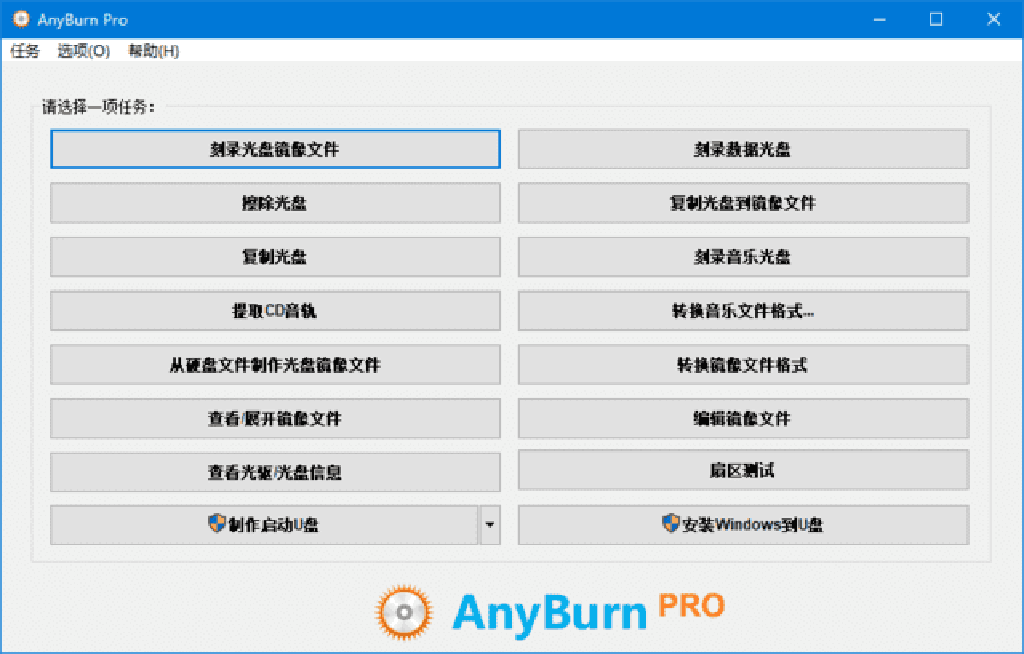 AnyBurn Pro
任务 选项(O) 帮助(H)
请选择一项任务：
刻录光盘镜像文件 刻录数据光盘
擦除光盘 复制光盘到镜像文件
复制光盘 刻录音乐光盘
提取CD音轨 转换音乐文件格式...
从硬盘文件制作光盘镜像文件 转换镜像文件格式
查看/展开镜像文件 编辑镜像文件
查看光驱/光盘信息 扇区测试
制作启动U盘 安装Windows到U盘
AnyBurn PRO